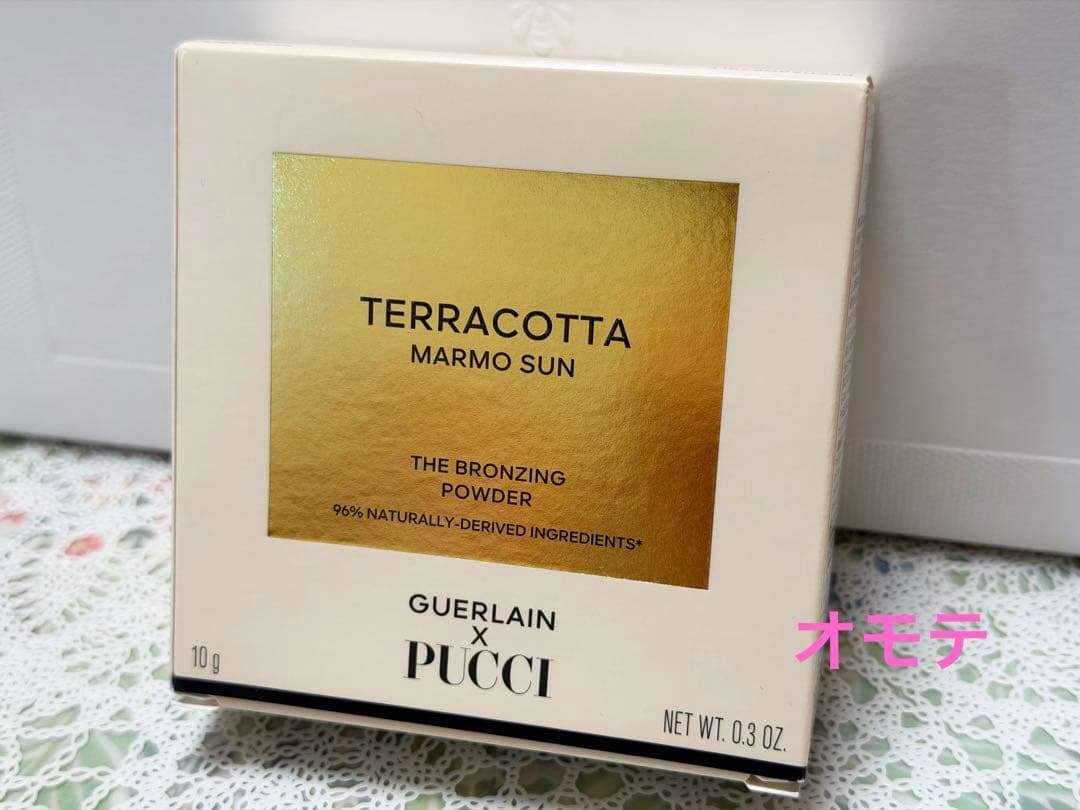 TERRACOTTA
MARMO SUN
THE BRONZING
POWDER
96% NATURALLY-DERIVED INGREDIENTS*
GUERLAIN
X
PUCCI
10 g
NET WT. 0.3 OZ.
オモテ